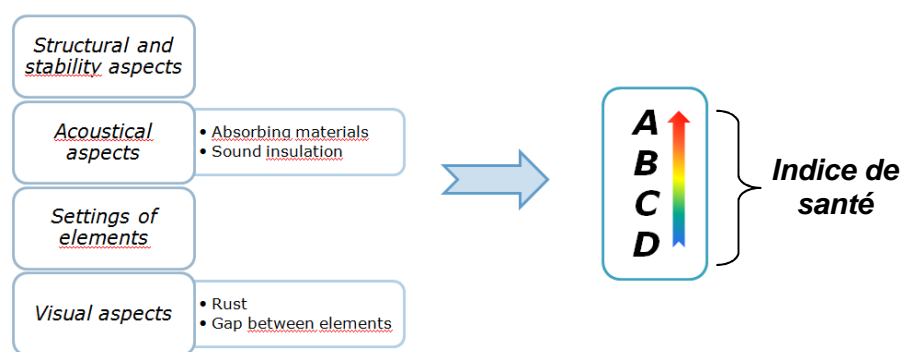 Structural and
stability aspects
Acoustical
aspects
• Absorbing materials
• Sound insulation
Settings of
elements
Visual aspects
• Rust
• Gap between elements
A
B
C
D
Indice de
santé